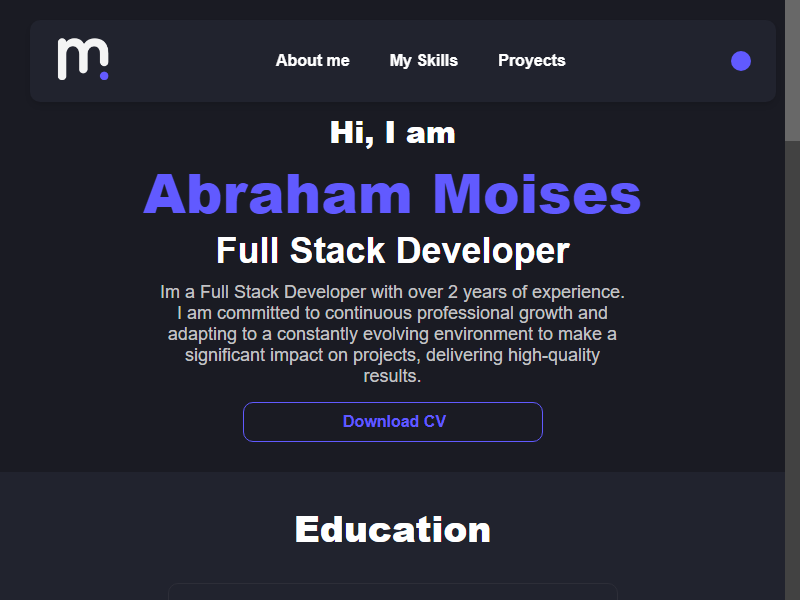 m.
About me
My Skills
Proyects
Hi, I am
Abraham Moises
Full Stack Developer
Im a Full Stack Developer with over 2 years of experience.
I am committed to continuous professional growth and
adapting to a constantly evolving environment to make a
significant impact on projects, delivering high-quality
results.
Download CV
Education